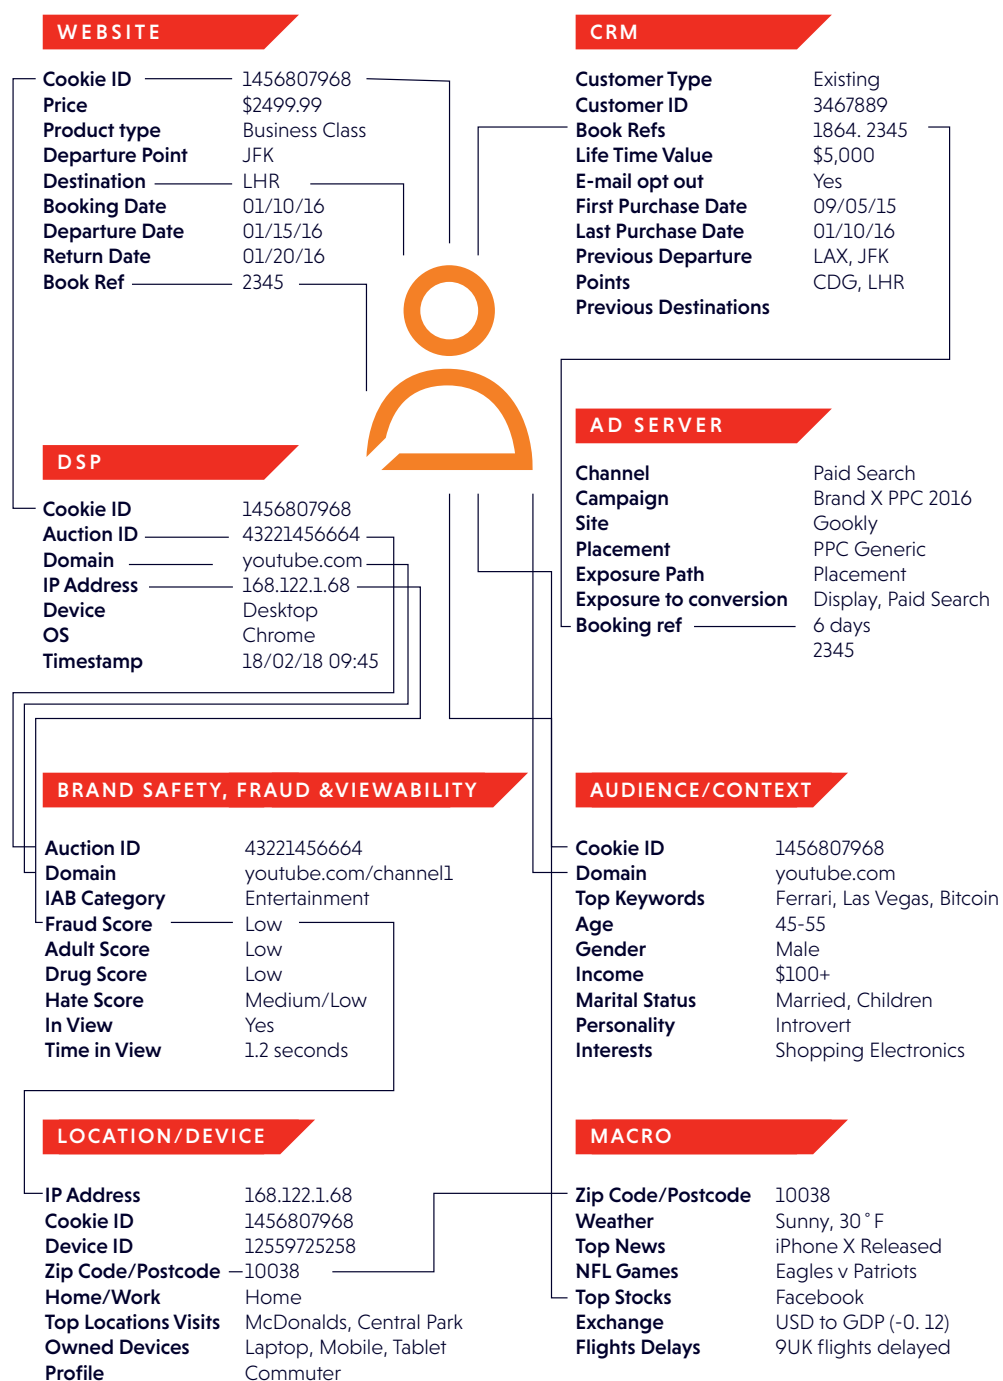 WEBSITE
Cookie ID 1456807968
Price $2499.99
Product type Business Class
Departure Point JFK
Destination LHR
Booking Date 01/10/16
Departure Date 01/15/16
Return Date 01/20/16
Book Ref 2345
CRM
Customer Type Existing
Customer ID 3467889
Book Refs 1864. 2345
Life Time Value $5,000
E-mail opt out Yes
First Purchase Date 09/05/15
Last Purchase Date 01/10/16
Previous Departure LAX, JFK
Points CDG, LHR
Previous Destinations
DSP
Cookie ID 1456807968
Auction ID 43221456664
Domain youtube.com
IP Address 168.122.1.68
Device Desktop
OS Chrome
Timestamp 18/02/18 09:45
AD SERVER
Channel Paid Search
Campaign Brand X PPC 2016
Site Gookly
Placement PPC Generic
Exposure Path Placement
Exposure to conversion Display, Paid Search
Booking ref 6 days
2345
BRAND SAFETY, FRAUD &VIEWABILITY
Auction ID 43221456664
Domain youtube.com/channel1
IAB Category Entertainment
Fraud Score Low
Adult Score Low
Drug Score Low
Hate Score Medium/Low
In View Yes
Time in View 1.2 seconds
AUDIENCE/CONTEXT
Cookie ID 1456807968
Domain youtube.com
Top Keywords Ferrari, Las Vegas, Bitcoin
Age 45-55
Gender Male
Income $100+
Marital Status Married, Children
Personality Introvert
Interests Shopping Electronics
LOCATION/DEVICE
IP Address 168.122.1.68
Cookie ID 1456807968
Device ID 12559725258
Zip Code/Postcode 10038
Home/Work Home
Top Locations Visits McDonalds, Central Park
Owned Devices Laptop, Mobile, Tablet
Profile Commuter
MACRO
Zip Code/Postcode 10038
Weather Sunny, 30˚F
Top News iPhone X Released
NFL Games Eagles v Patriots
Top Stocks Facebook
Exchange USD to GDP (-0. 12)
Flights Delays 9UK flights delayed